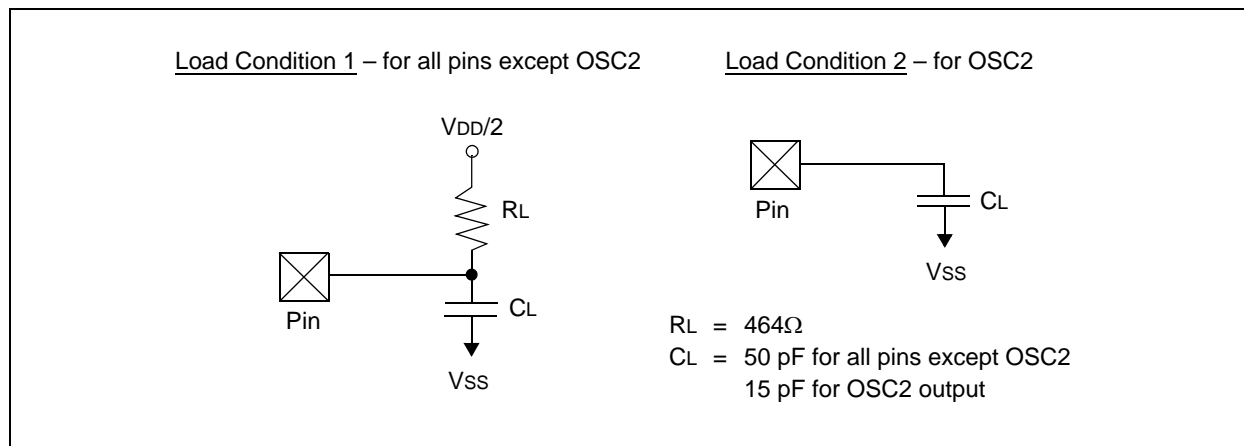 Load Condition 1 – for all pins except OSC2
VDD/2
RL
Pin
CL
VSS
Load Condition 2 – for OSC2
Pin
CL
VSS
RL = 464Ω
CL = 50 pF for all pins except OSC2
15 pF for OSC2 output